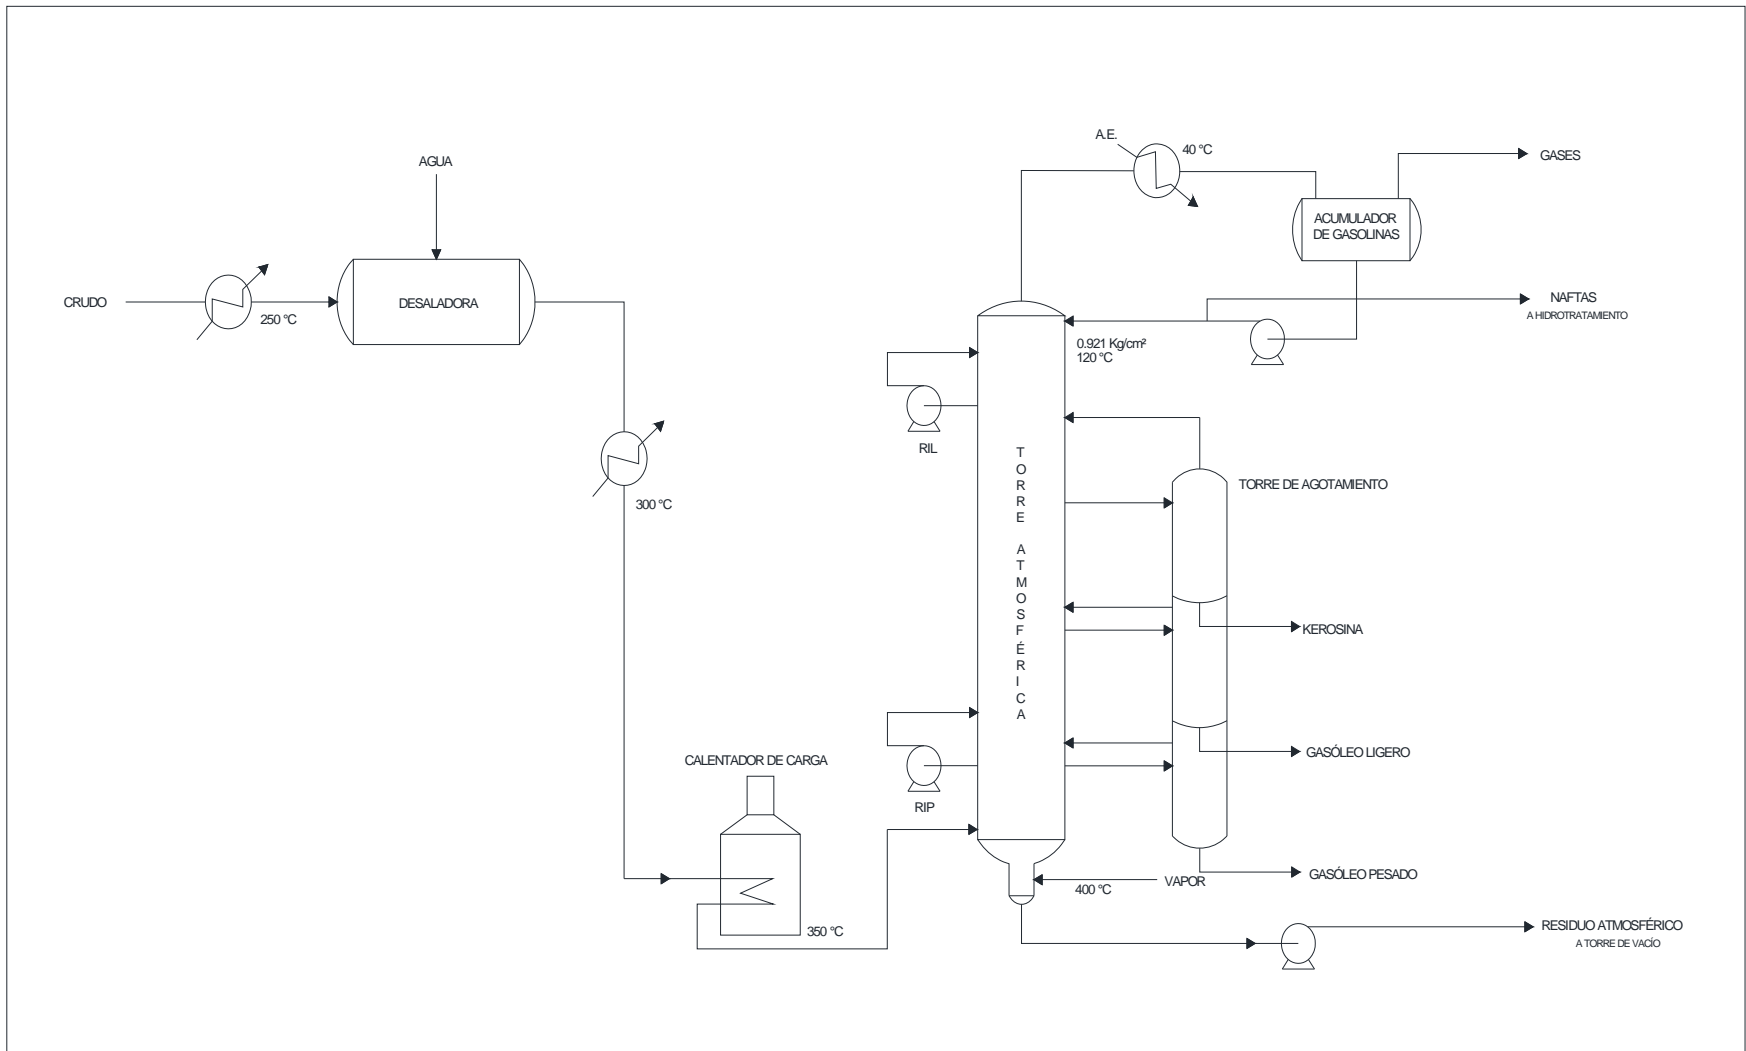 A.E.
40 °C
GASES
AGUA
ACUMULADOR
DE GASOLINAS
CRUDO
250 °C
DESALADORA
NAFTAS
A HIDROTRATAMIENTO
0.921 Kg/cm²
120 °C
RIL
TORRE ATMOSFÉRICA
TORRE DE AGOTAMIENTO
300 °C
KEROSINA
GASÓLEO LIGERO
CALENTADOR DE CARGA
RIP
GASÓLEO PESADO
VAPOR
400 °C
350 °C
RESIDUO ATMOSFÉRICO
A TORRE DE VACÍO